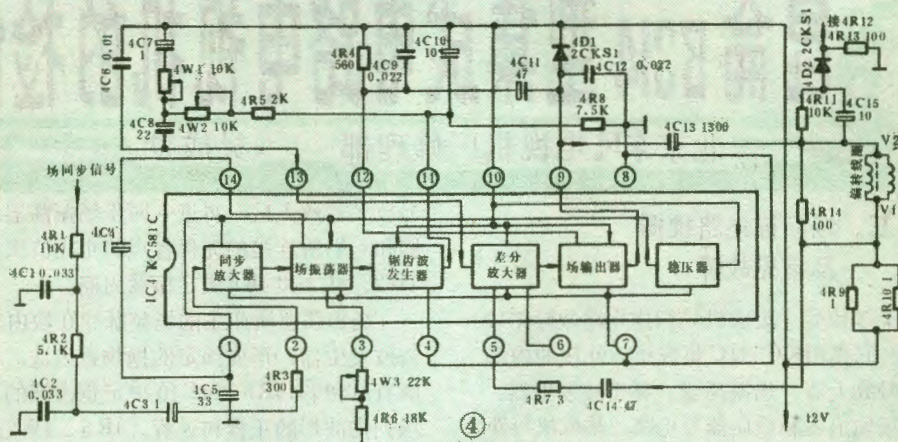 4C6 0.01
4C7
1
4W1 10K
4C8
22
4W2 10K
4R5 2K
4R4
560
4C9
0.022
4C10
10
4C11
47
4D1
2CKS1
4C12 0.022
4R8
7.5K
4C13 1300
4D2 2CKS1
接4R12
4R13 100
4R11
10K
4C15
10
V2
偏转线圈
V1
4R14
100
4R9
1
4R10
场同步信号
4R1
10K
4C1 0.033
4R2
5.1K
4C2
0.033
4C4
1
IC4 KC581C
⑭ ⑬ ⑫ ⑪ ⑩ ⑨ ⑧
同步放大器
场振荡器
锯齿波发生器
差分放大器
场输出器
稳压器
① ② ③ ④ ⑤ ⑥ ⑦
4C3 1
4C5
33
4R3
300
4W3 22K
4R6 18K
4R7 3
4C14 47
+12V
④